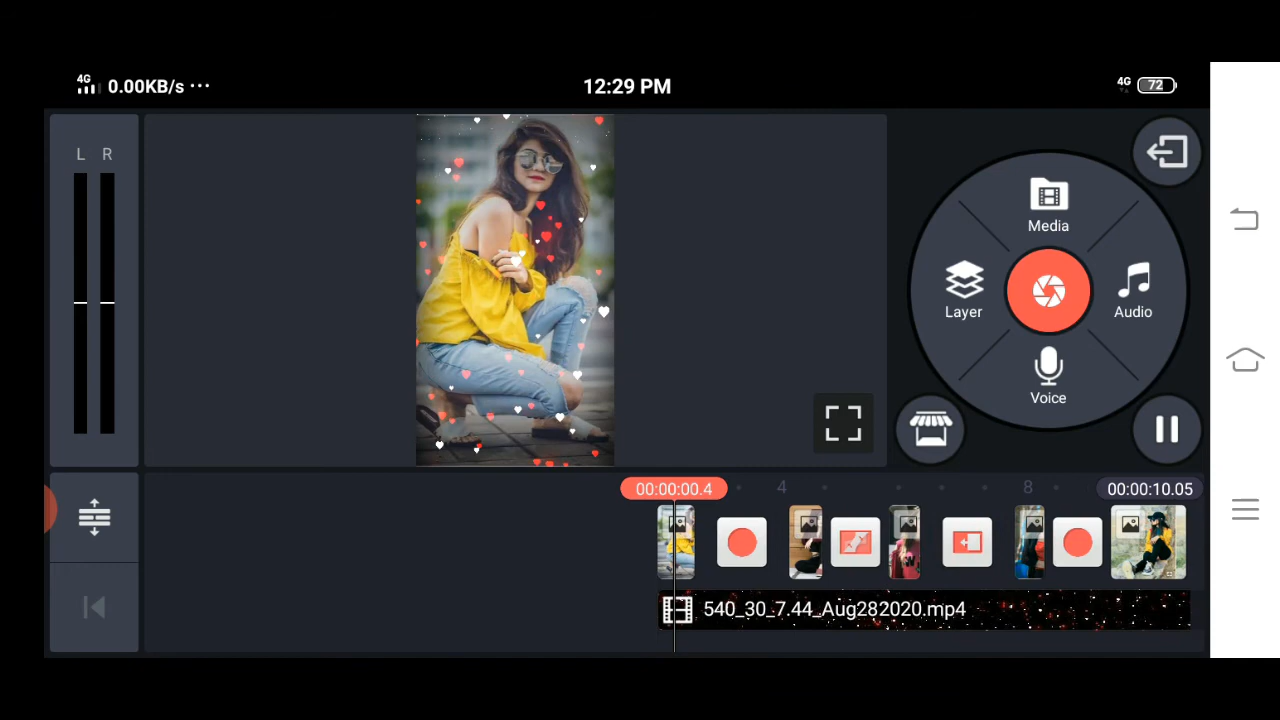 4G 0.00KB/s ...
12:29 PM
4G 72
L R
Media
Layer
Audio
Voice
00:00:00.4
4
8
00:00:10.05
540_30_7.44_Aug282020.mp4